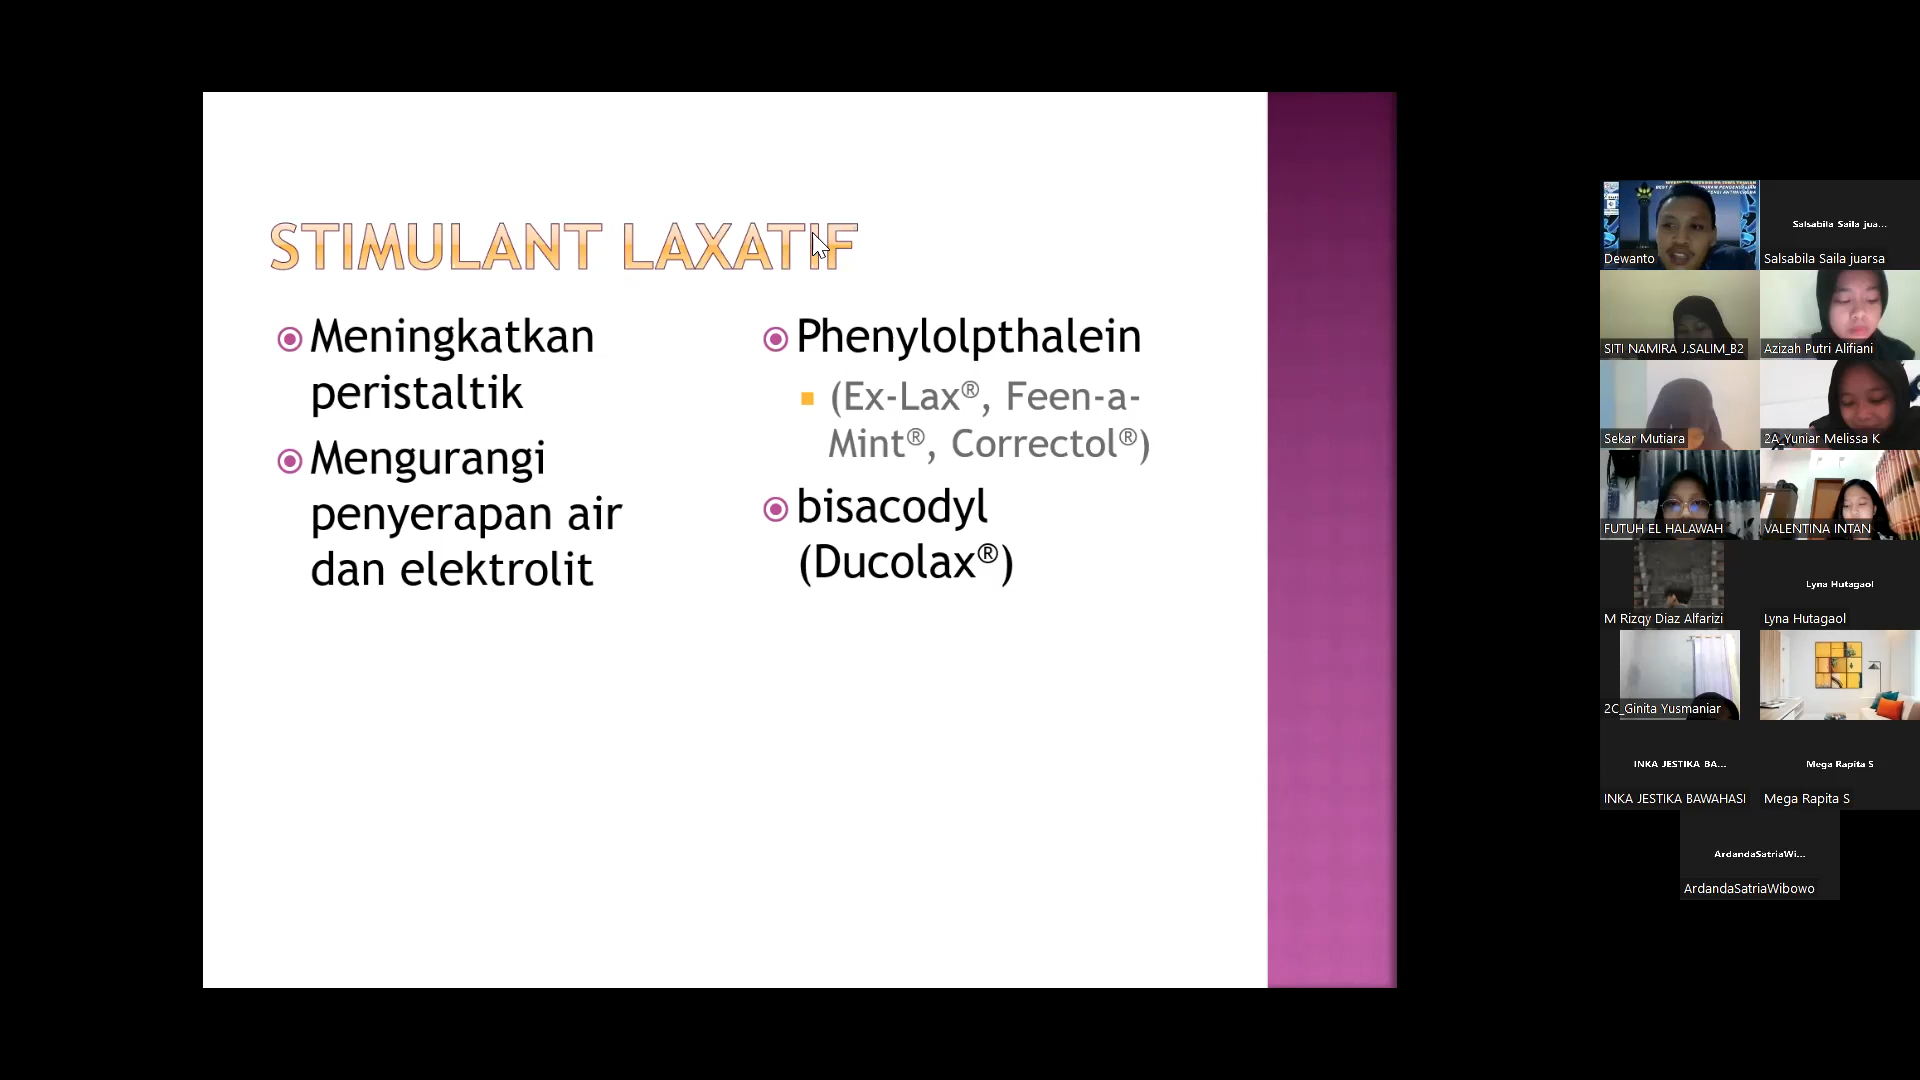 STIMULANT LAXATIF
Meningkatkan
peristaltik
Mengurangi
penyerapan air
dan elektrolit
Phenylolpthalein
(Ex-Lax®, Feen-a-
Mint®, Correctol®)
bisacodyl
(Ducolax®)
Dewanto
Salsabila Saila jua...
Salsabila Saila juarsa
SITI NAMIRA J.SALIM_B2
Azizah Putri Alifiani
Sekar Mutiara
2A_Yuniar Melissa K
FUTUH EL HALAWAH
VALENTINA INTAN
M Rizqy Diaz Alfarizi
Lyna Hutagaol
Lyna Hutagaol
2C_Ginita Yusmaniar
INKA JESTIKA BA...
INKA JESTIKA BAWAHASI
Mega Rapita S
Mega Rapita S
ArdandaSatriaWi...
ArdandaSatriaWibowo